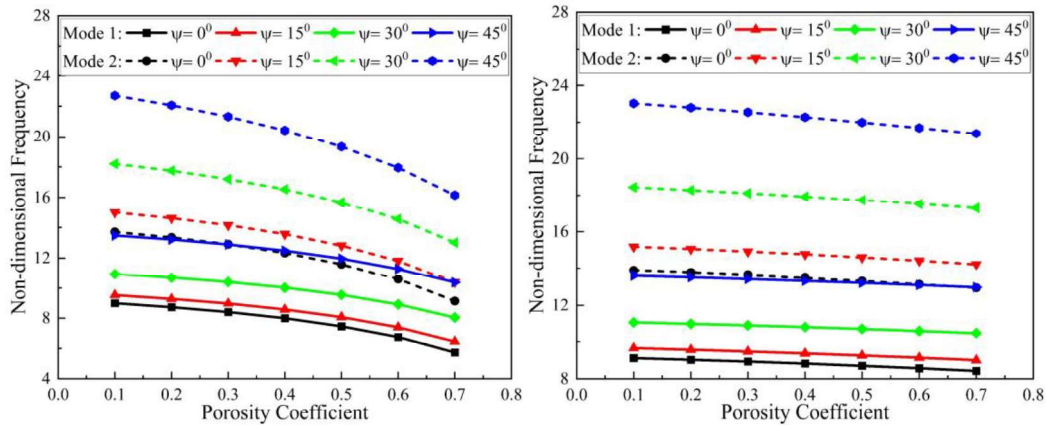 Mode 1: ψ= 0⁰ ψ= 15⁰ ψ= 30⁰ ψ= 45⁰
Mode 2: ψ= 0⁰ ψ= 15⁰ ψ= 30⁰ ψ= 45⁰
28
24
20
16
12
8
4
0.0 0.1 0.2 0.3 0.4 0.5 0.6 0.7 0.8
Porosity Coefficient
Non-dimensional Frequency
Mode 1: ψ= 0⁰ ψ= 15⁰ ψ= 30⁰ ψ= 45⁰
Mode 2: ψ= 0⁰ ψ= 15⁰ ψ= 30⁰ ψ= 45⁰
28
24
20
16
12
8
0.0 0.1 0.2 0.3 0.4 0.5 0.6 0.7 0.8
Porosity Coefficient
Non-dimensional Frequency